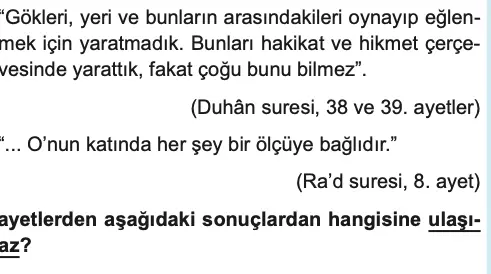 “Gökleri, yeri ve bunların arasındakileri oynayıp eğlen-
mek için yaratmadık. Bunları hakikat ve hikmet çerçe-
vesinde yarattık, fakat çoğu bunu bilmez”.
(Duhân suresi, 38 ve 39. ayetler)
“... O’nun katında her şey bir ölçüye bağlıdır.”
(Ra’d suresi, 8. ayet)
ayetlerden aşağıdaki sonuçlardan hangisine ulaşı-
az?